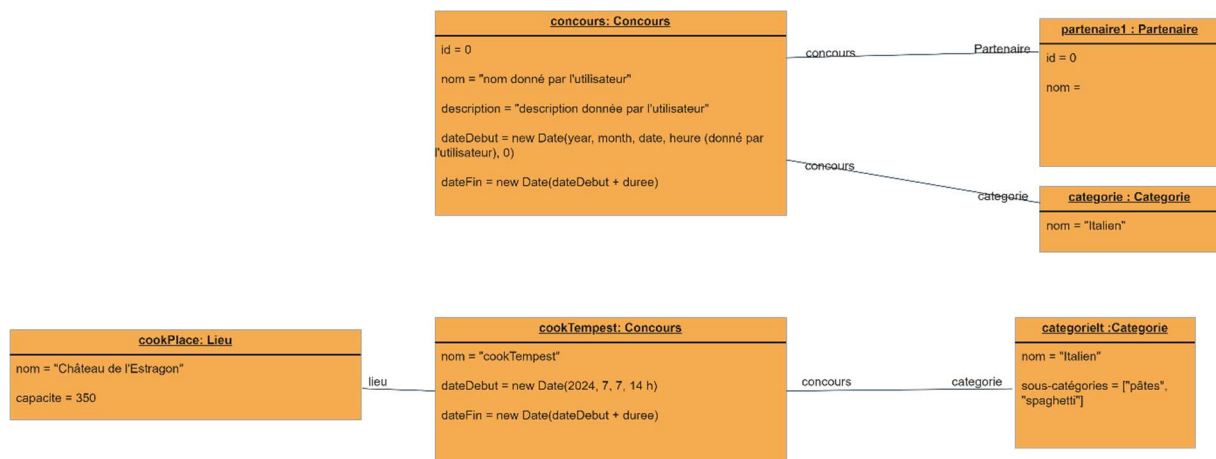 concours: Concours
id = 0
nom = "nom donné par l'utilisateur"
description = "description donnée par l'utilisateur"
dateDebut = new Date(year, month, date, heure (donné par
l'utilisateur), 0)
dateFin = new Date(dateDebut + duree)
concours
Partenaire
partenaire1 : Partenaire
id = 0
nom =
concours
categorie
categorie : Categorie
nom = "Italien"
cookPlace: Lieu
nom = "Château de l'Estragon"
capacite = 350
lieu
cookTempest: Concours
nom = "cookTempest"
dateDebut = new Date(2024, 7, 7, 14 h)
dateFin = new Date(dateDebut + duree)
concours
categorie
categorieIt :Categorie
nom = "Italien"
sous-catégories = ["pâtes",
"spaghetti"]